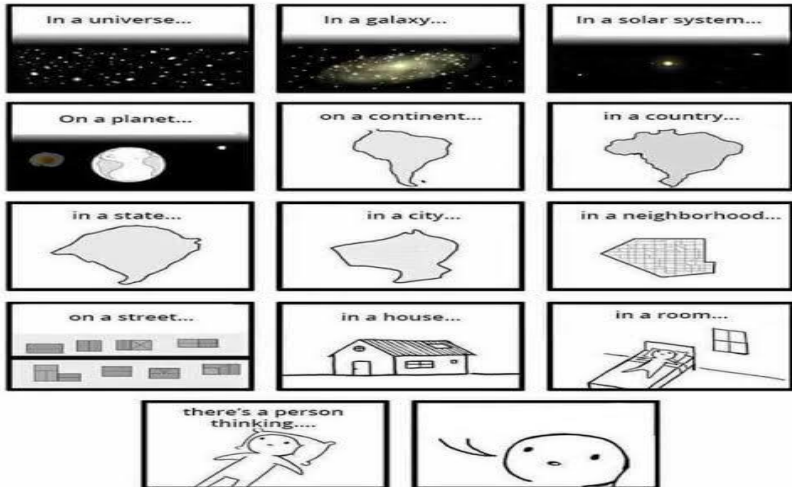 In a universe...
In a galaxy...
In a solar system...
On a planet...
on a continent...
in a country...
in a state...
in a city...
in a neighborhood...
on a street...
in a house...
in a room...
there's a person
thinking....